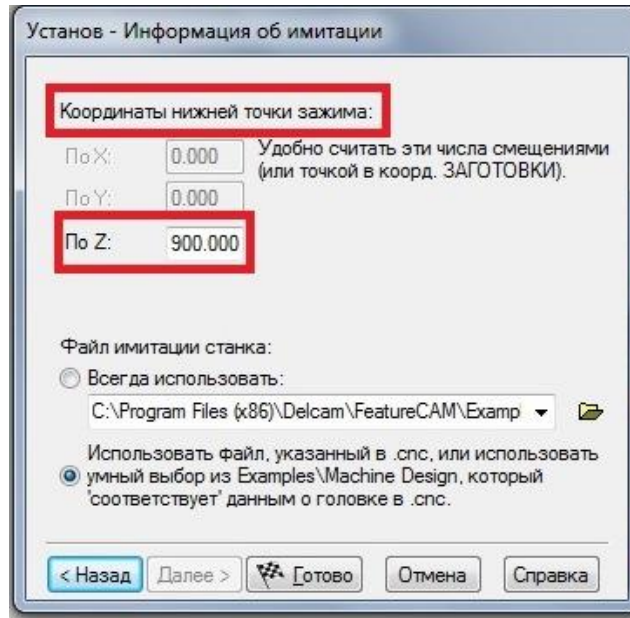 Установ - Информация об имитации
Координаты нижней точки зажима:
По X: 0.000 Удобно считать эти числа смещениями
(или точкой в коорд. ЗАГОТОВКИ).
По Y: 0.000
По Z: 900.000
Файл имитации станка:
Всегда использовать:
C:\Program Files (x86)\Delcam\FeatureCAM\Examp
Использовать файл, указанный в .cnc, или использовать
умный выбор из Examples\Machine Design, который
'соответствует' данным о головке в .cnc.
< Назад Далее > Готово Отмена Справка